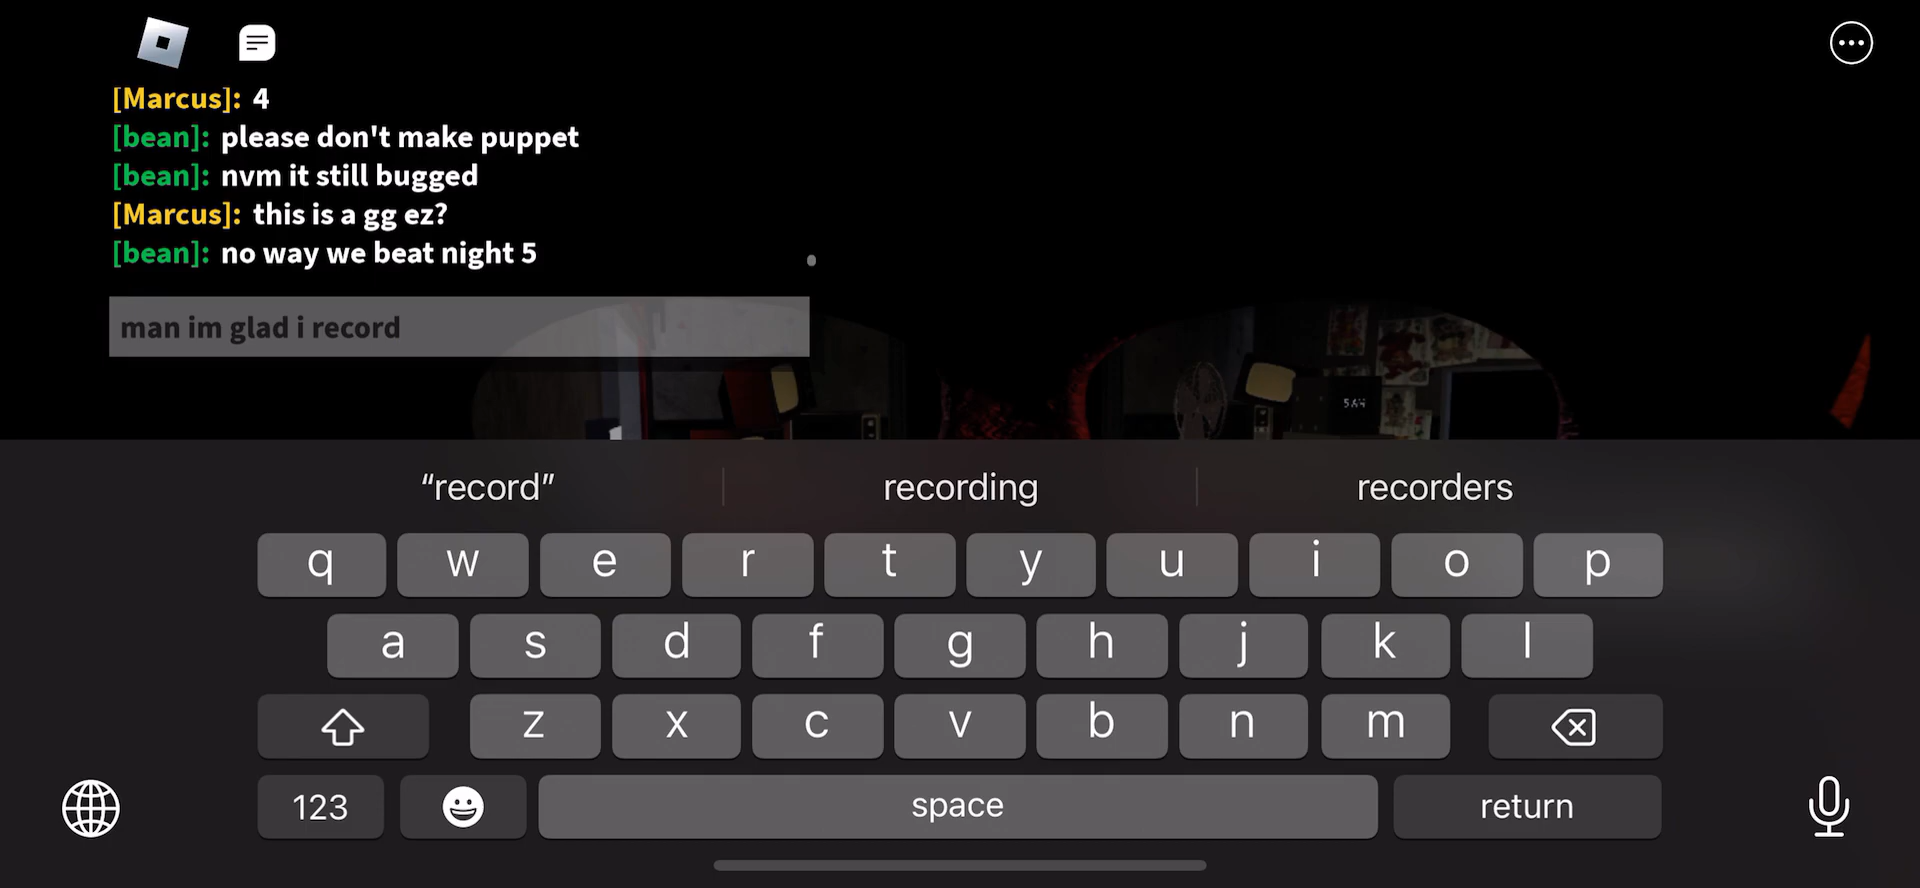 [Marcus]: 4
[bean]: please don't make puppet
[bean]: nvm it still bugged
[Marcus]: this is a gg ez?
[bean]: no way we beat night 5
man im glad i record
“record” recording recorders
q w e r t y u i o p
a s d f g h j k l
z x c v b n m
123 space return